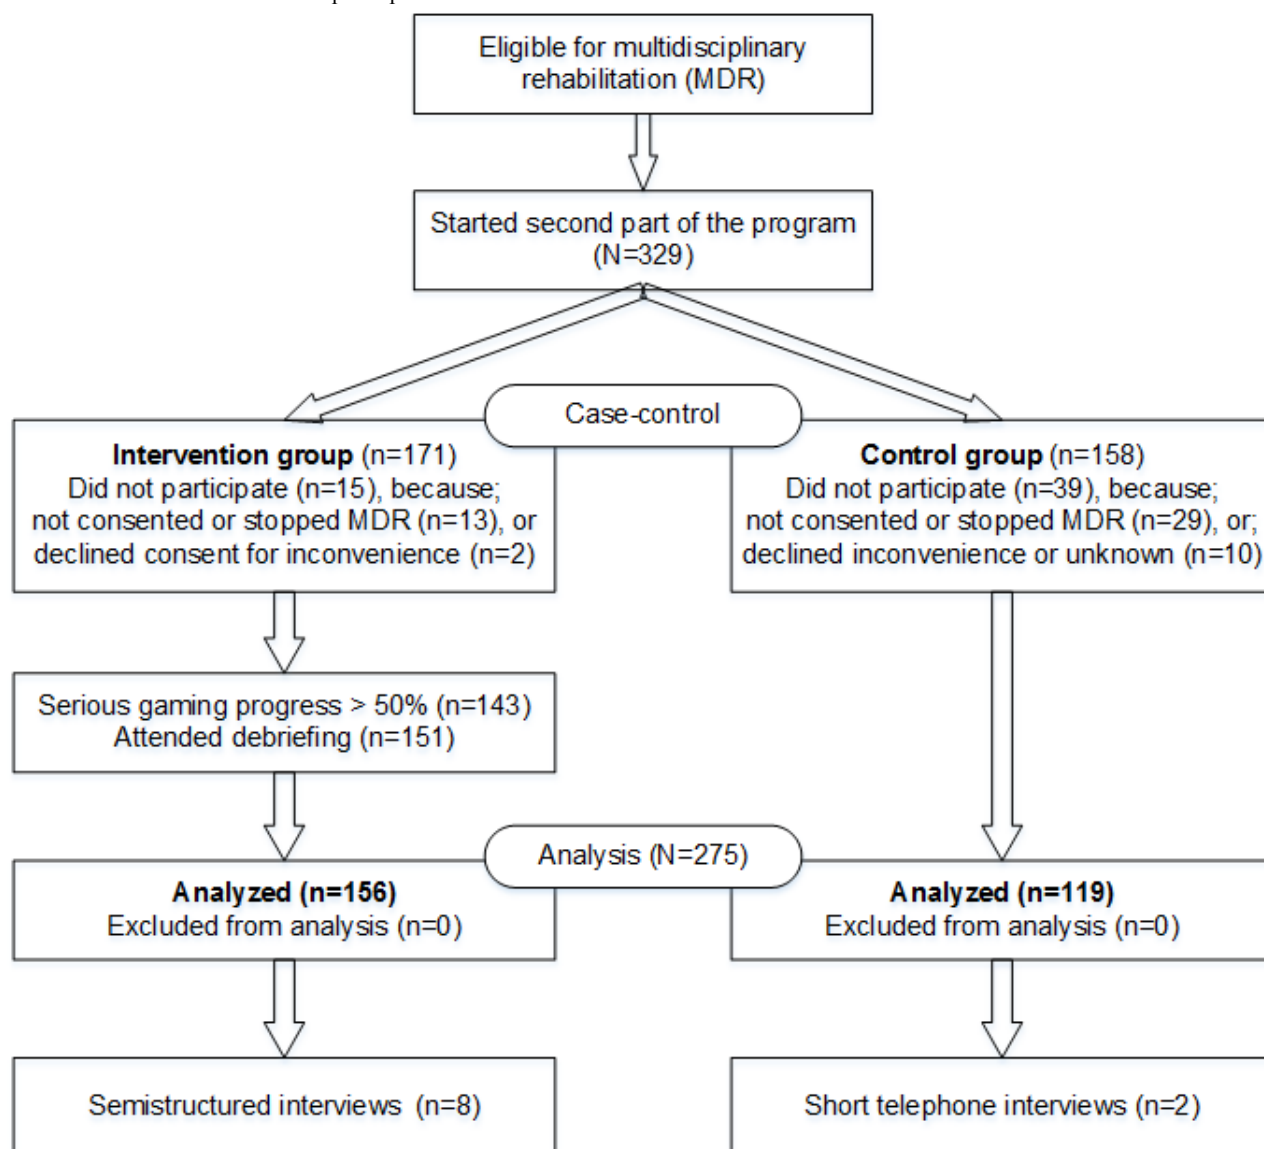 Eligible for multidisciplinary
rehabilitation (MDR)
Started second part of the program
(N=329)
Case-control
Intervention group (n=171)
Did not participate (n=15), because;
not consented or stopped MDR (n=13), or
declined consent for inconvenience (n=2)
Control group (n=158)
Did not participate (n=39), because;
not consented or stopped MDR (n=29), or;
declined inconvenience or unknown (n=10)
Serious gaming progress > 50% (n=143)
Attended debriefing (n=151)
Analysis (N=275)
Analyzed (n=156)
Excluded from analysis (n=0)
Analyzed (n=119)
Excluded from analysis (n=0)
Semistructured interviews (n=8)
Short telephone interviews (n=2)